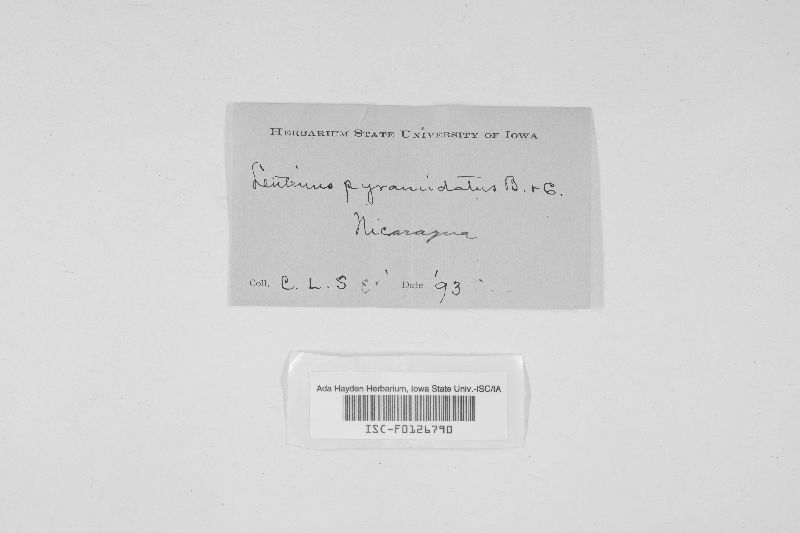 HERBARIUM STATE UNIVERSITY OF IOWA
Lentinus pyramidatus B. & C.
Nicaragua
Coll. C. L. S Date '93
Ada Hayden Herbarium, Iowa State Univ.-ISC/IA
ISC-F0126790